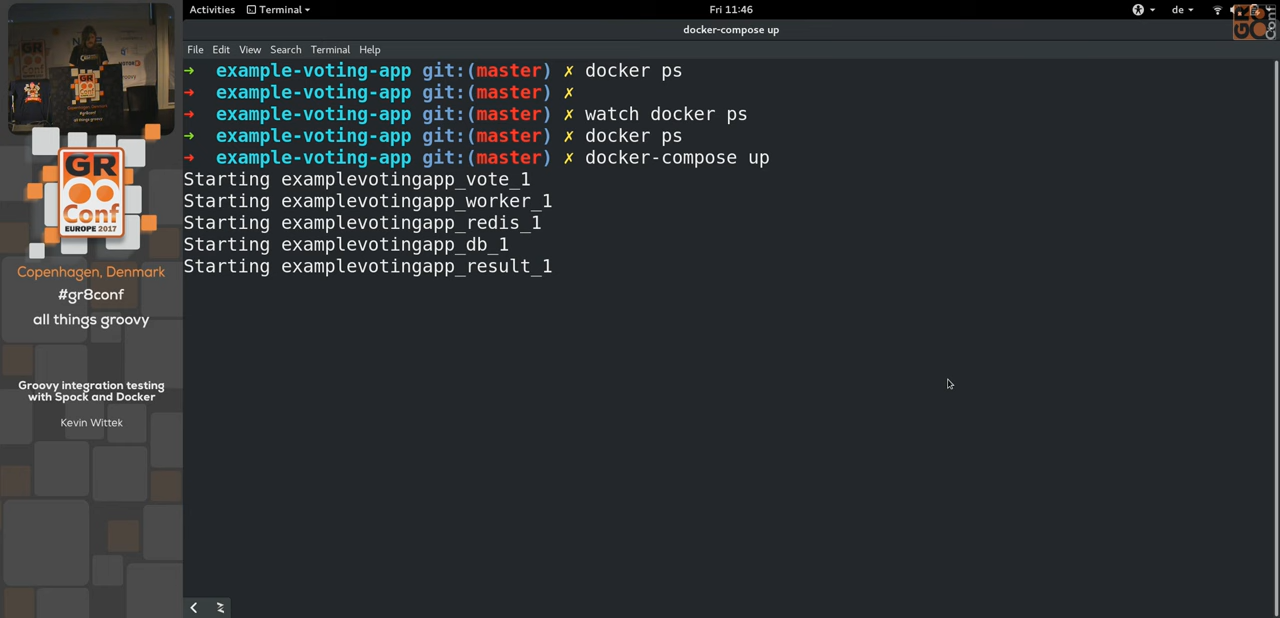 Activities Terminal Fri 11:46 de
docker-compose up
File Edit View Search Terminal Help
➜ example-voting-app git:(master) ✗ docker ps
➜ example-voting-app git:(master) ✗
➜ example-voting-app git:(master) ✗ watch docker ps
➜ example-voting-app git:(master) ✗ docker ps
➜ example-voting-app git:(master) ✗ docker-compose up
Starting examplevotingapp_vote_1
Starting examplevotingapp_worker_1
Starting examplevotingapp_redis_1
Starting examplevotingapp_db_1
Starting examplevotingapp_result_1
GR
Conf
EUROPE 2017
Copenhagen, Denmark
#gr8conf
all things groovy
Groovy integration testing
with Spock and Docker
Kevin Wittek